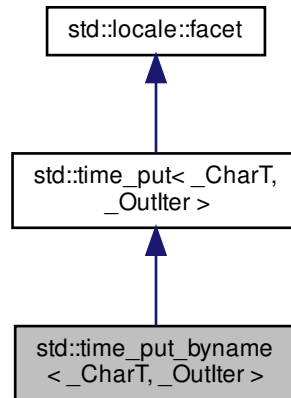 std::locale::facet
std::time_put< _CharT,
_OutIter >
std::time_put_byname
< _CharT, _OutIter >